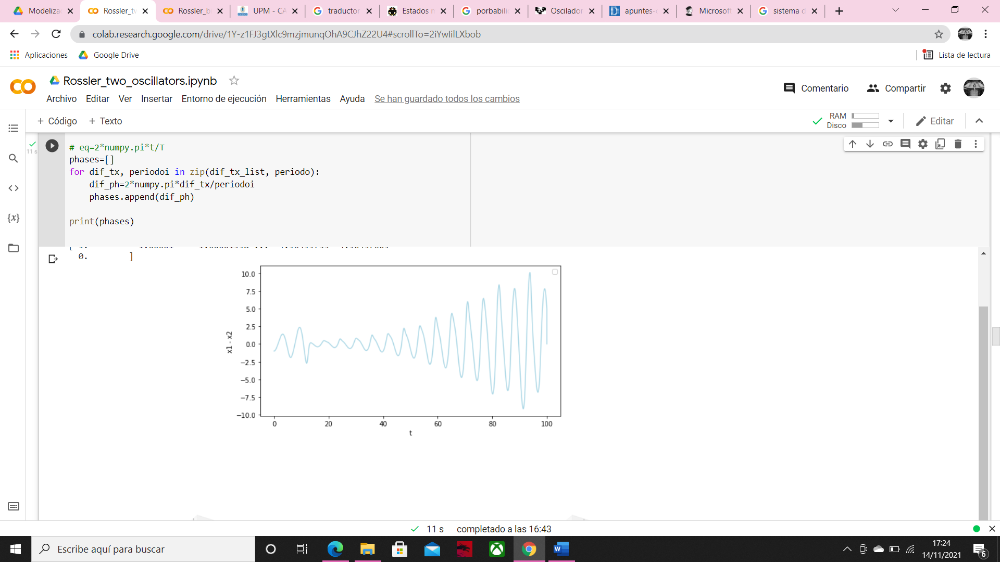 Modeliza
Rossler_tw
Rossler_b
UPM - CA
traductor
Estados n
porbabili
Oscilador
apuntes-
Microsoft
sistema d
colab.research.google.com/drive/1Y-z1FJ3gtXlc9mzjmunqOhA9CJhZ22U4#scrollTo=2iYwIilLXbob
Aplicaciones
Google Drive
Lista de lectura
Rossler_two_oscillators.ipynb
Comentario
Compartir
Archivo Editar Ver Insertar Entorno de ejecución Herramientas Ayuda Se han guardado todos los cambios
+ Código + Texto
RAM
Disco
Editar
11 s
# eq=2*numpy.pi*t/T
phases=[]
for dif_tx, periodoi in zip(dif_tx_list, periodo):
dif_ph=2*numpy.pi*dif_tx/periodoi
phases.append(dif_ph)
print(phases)
{x}
0. ]
10.0
7.5
5.0
2.5
0.0
−2.5
−5.0
−7.5
−10.0
x1 - x2
0 20 40 60 80 100
t
11 s completado a las 16:43
Escribe aquí para buscar
17:24
14/11/2021
6